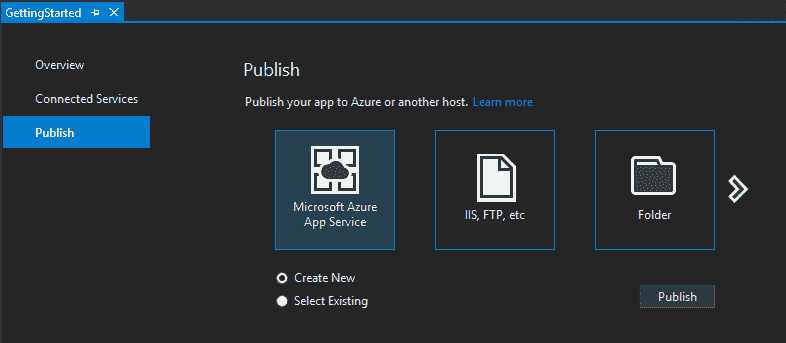 GettingStarted
Overview
Connected Services
Publish
Publish
Publish your app to Azure or another host. Learn more
Microsoft Azure
App Service
IIS, FTP, etc
Folder
Create New
Select Existing
Publish